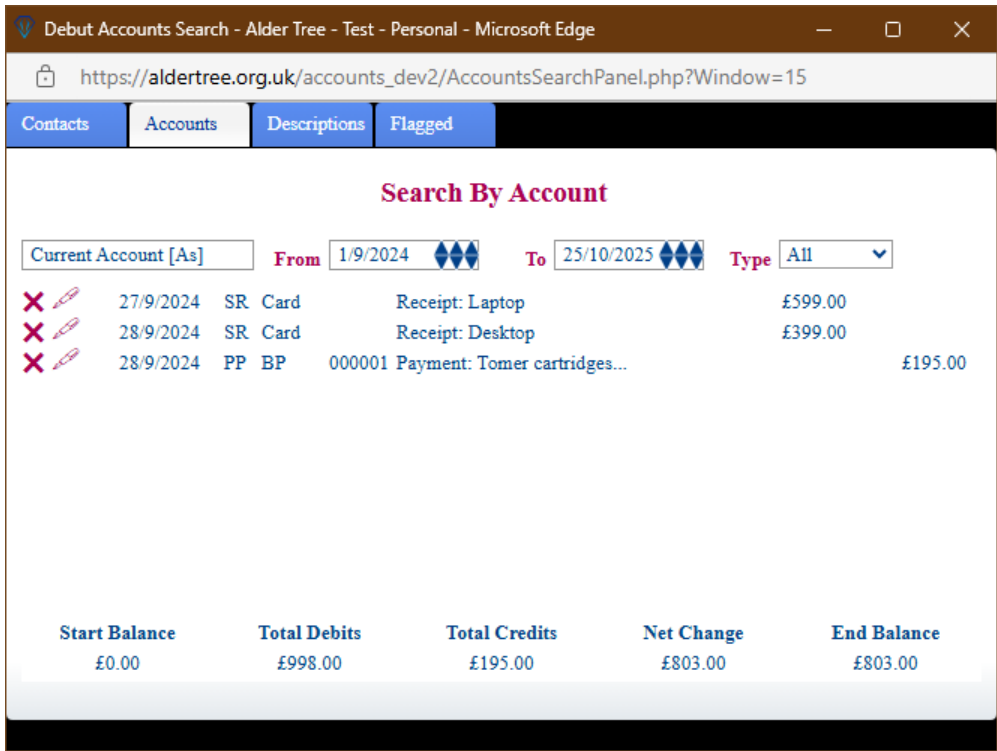 Debut Accounts Search - Alder Tree - Test - Personal - Microsoft Edge
https://aldertree.org.uk/accounts_dev2/AccountsSearchPanel.php?Window=15
Contacts Accounts Descriptions Flagged
Search By Account
Current Account [As] From 1/9/2024 To 25/10/2025 Type All
27/9/2024 SR Card Receipt: Laptop £599.00
28/9/2024 SR Card Receipt: Desktop £399.00
28/9/2024 PP BP 000001 Payment: Tomer cartridges... £195.00
Start Balance Total Debits Total Credits Net Change End Balance
£0.00 £998.00 £195.00 £803.00 £803.00